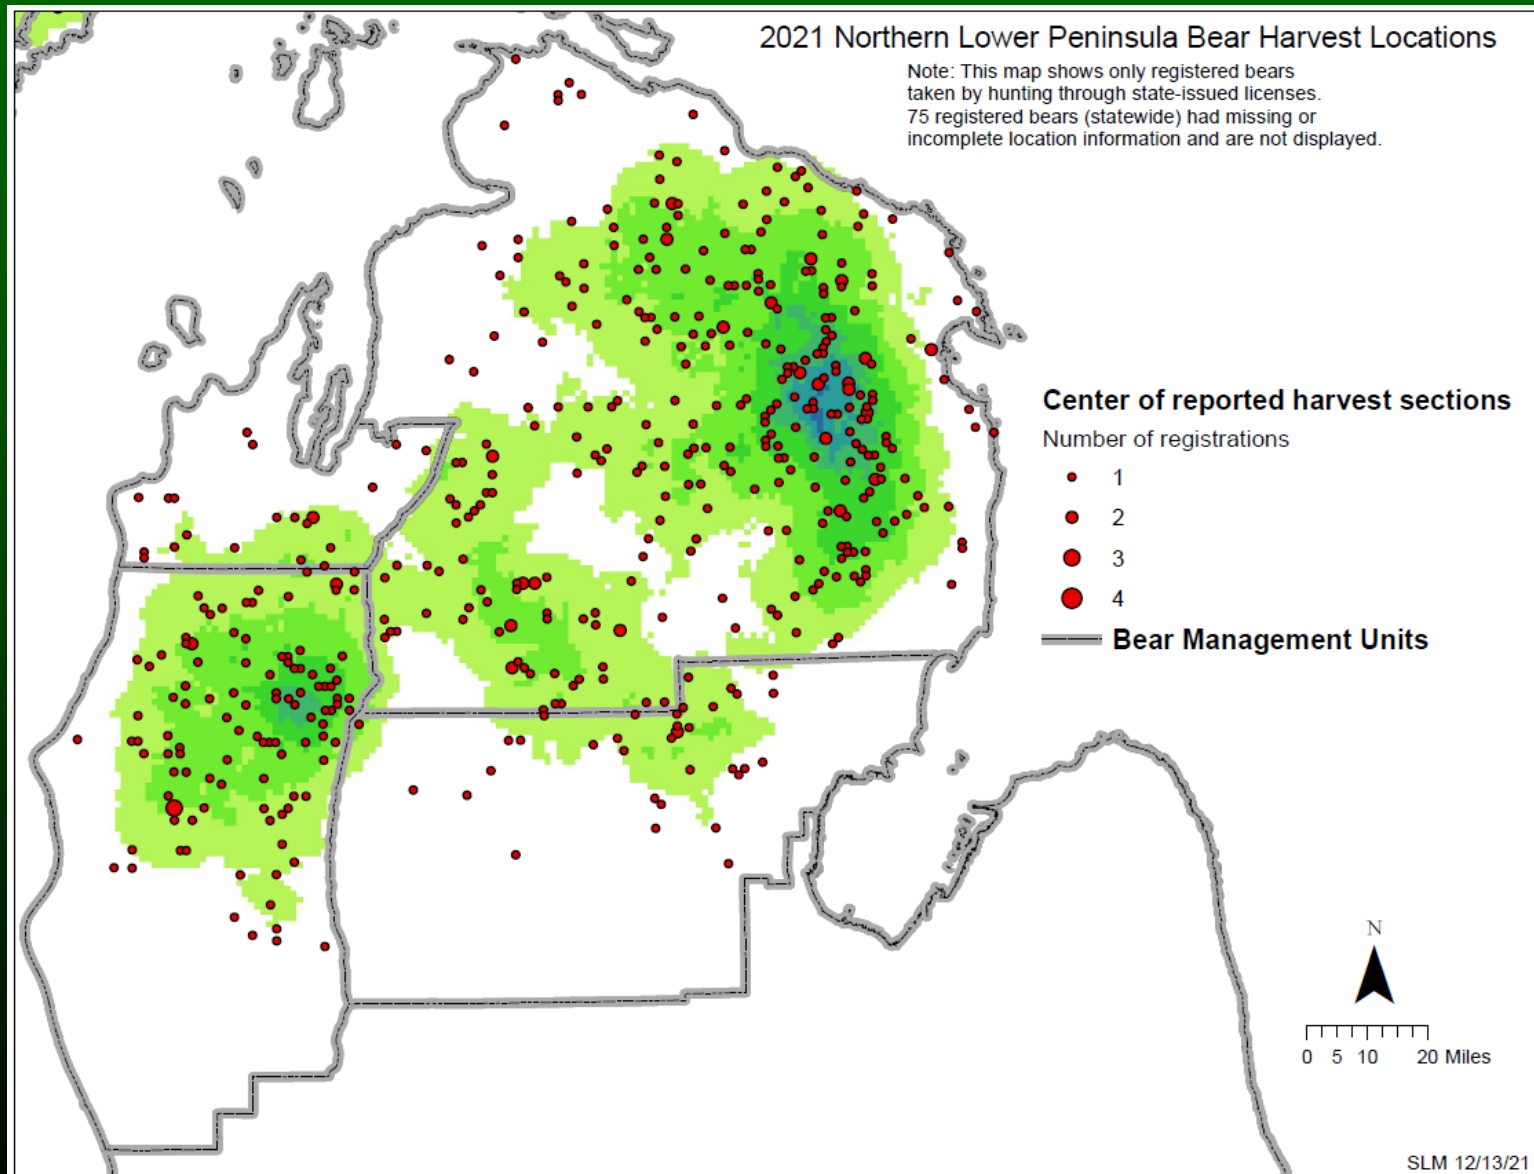 2021 Northern Lower Peninsula Bear Harvest Locations
Note: This map shows only registered bears
taken by hunting through state-issued licenses.
75 registered bears (statewide) had missing or
incomplete location information and are not displayed.
Center of reported harvest sections
Number of registrations
1
2
3
4
Bear Management Units
N
0 5 10 20 Miles
SLM 12/13/21